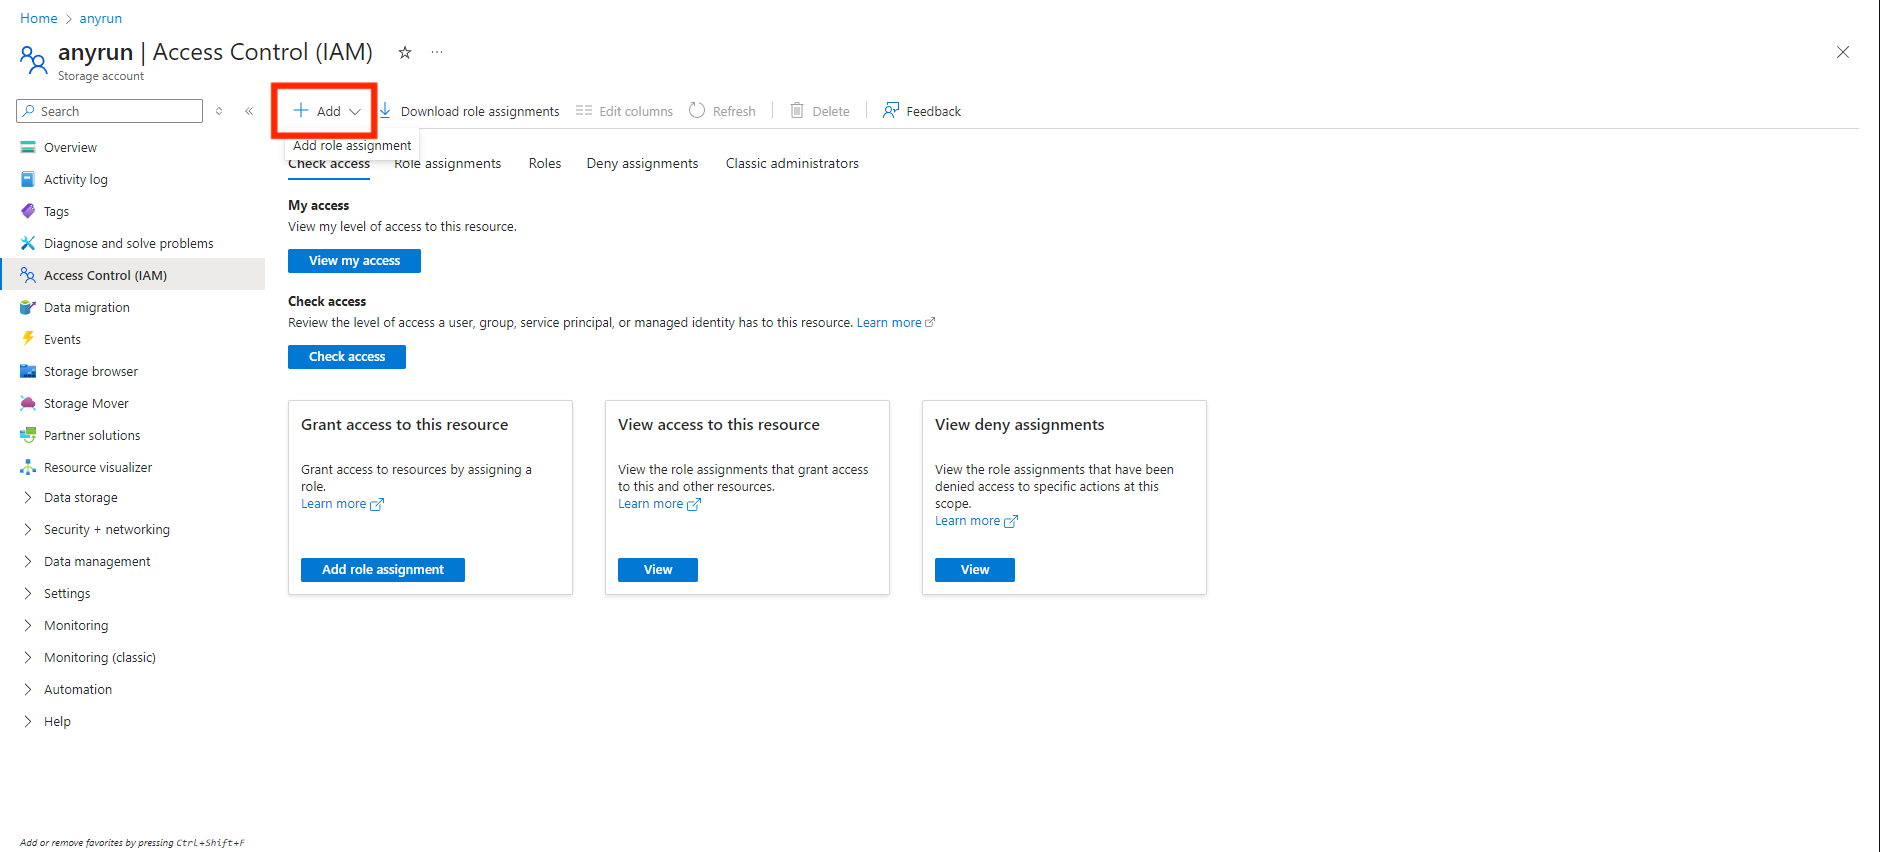 Home > anyrun
anyrun | Access Control (IAM)
Storage account
Search
Add
Download role assignments
Edit columns
Refresh
Delete
Feedback
Add role assignment
Check access
Role assignments
Roles
Deny assignments
Classic administrators
Overview
Activity log
Tags
Diagnose and solve problems
Access Control (IAM)
Data migration
Events
Storage browser
Storage Mover
Partner solutions
Resource visualizer
Data storage
Security + networking
Data management
Settings
Monitoring
Monitoring (classic)
Automation
Help
Add or remove favorites by pressing Ctrl+Shift+F
My access
View my level of access to this resource.
View my access
Check access
Review the level of access a user, group, service principal, or managed identity has to this resource. Learn more
Check access
Grant access to this resource
Grant access to resources by assigning a
role.
Learn more
Add role assignment
View access to this resource
View the role assignments that grant access
to this and other resources.
Learn more
View
View deny assignments
View the role assignments that have been
denied access to specific actions at this
scope.
Learn more
View